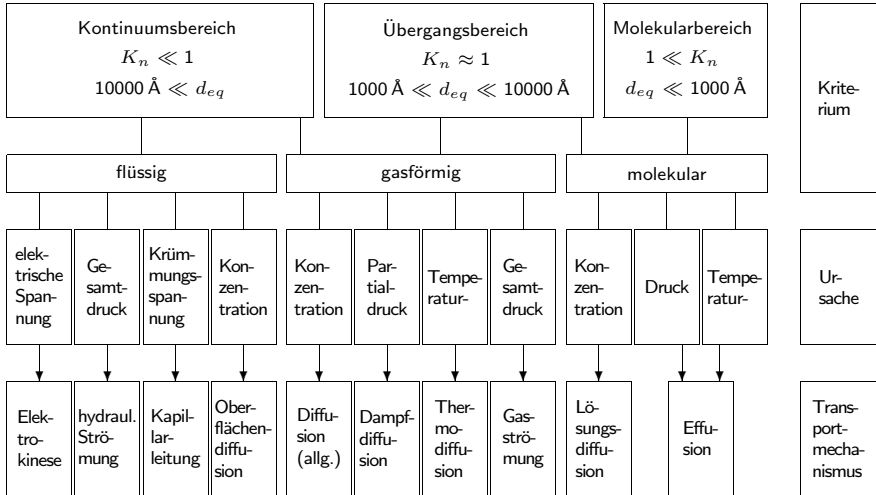 Kontinuumsbereich
K_n ≪ 1
10000 Å ≪ d_eq
Übergangsbereich
K_n ≈ 1
1000 Å ≪ d_eq ≪ 10000 Å
Molekularbereich
1 ≪ K_n
d_eq ≪ 1000 Å
Krite-
rium
flüssig
gasförmig
molekular
elek-
trische
Span-
nung
Ge-
samt-
druck
Krüm-
mungs-
spannung
Kon-
zen-
tration
Kon-
zen-
tration
Par-
tial-
druck
Tempe-
ratur-
Ge-
samt-
druck
Kon-
zen-
tration
Druck
Tempe-
ratur-
Ur-
sache
Elek-
tro-
kinese
hydraul.
Strö-
mung
Kapil-
lar-
leitung
Ober-
flächen-
diffu-
sion
Diffu-
sion
(allg.)
Dampf-
diffu-
sion
Ther-
mo-
diffu-
sion
Gas-
strö-
mung
Lö-
sungs-
diffu-
sion
Effu-
sion
Trans-
port-
mecha-
nismus